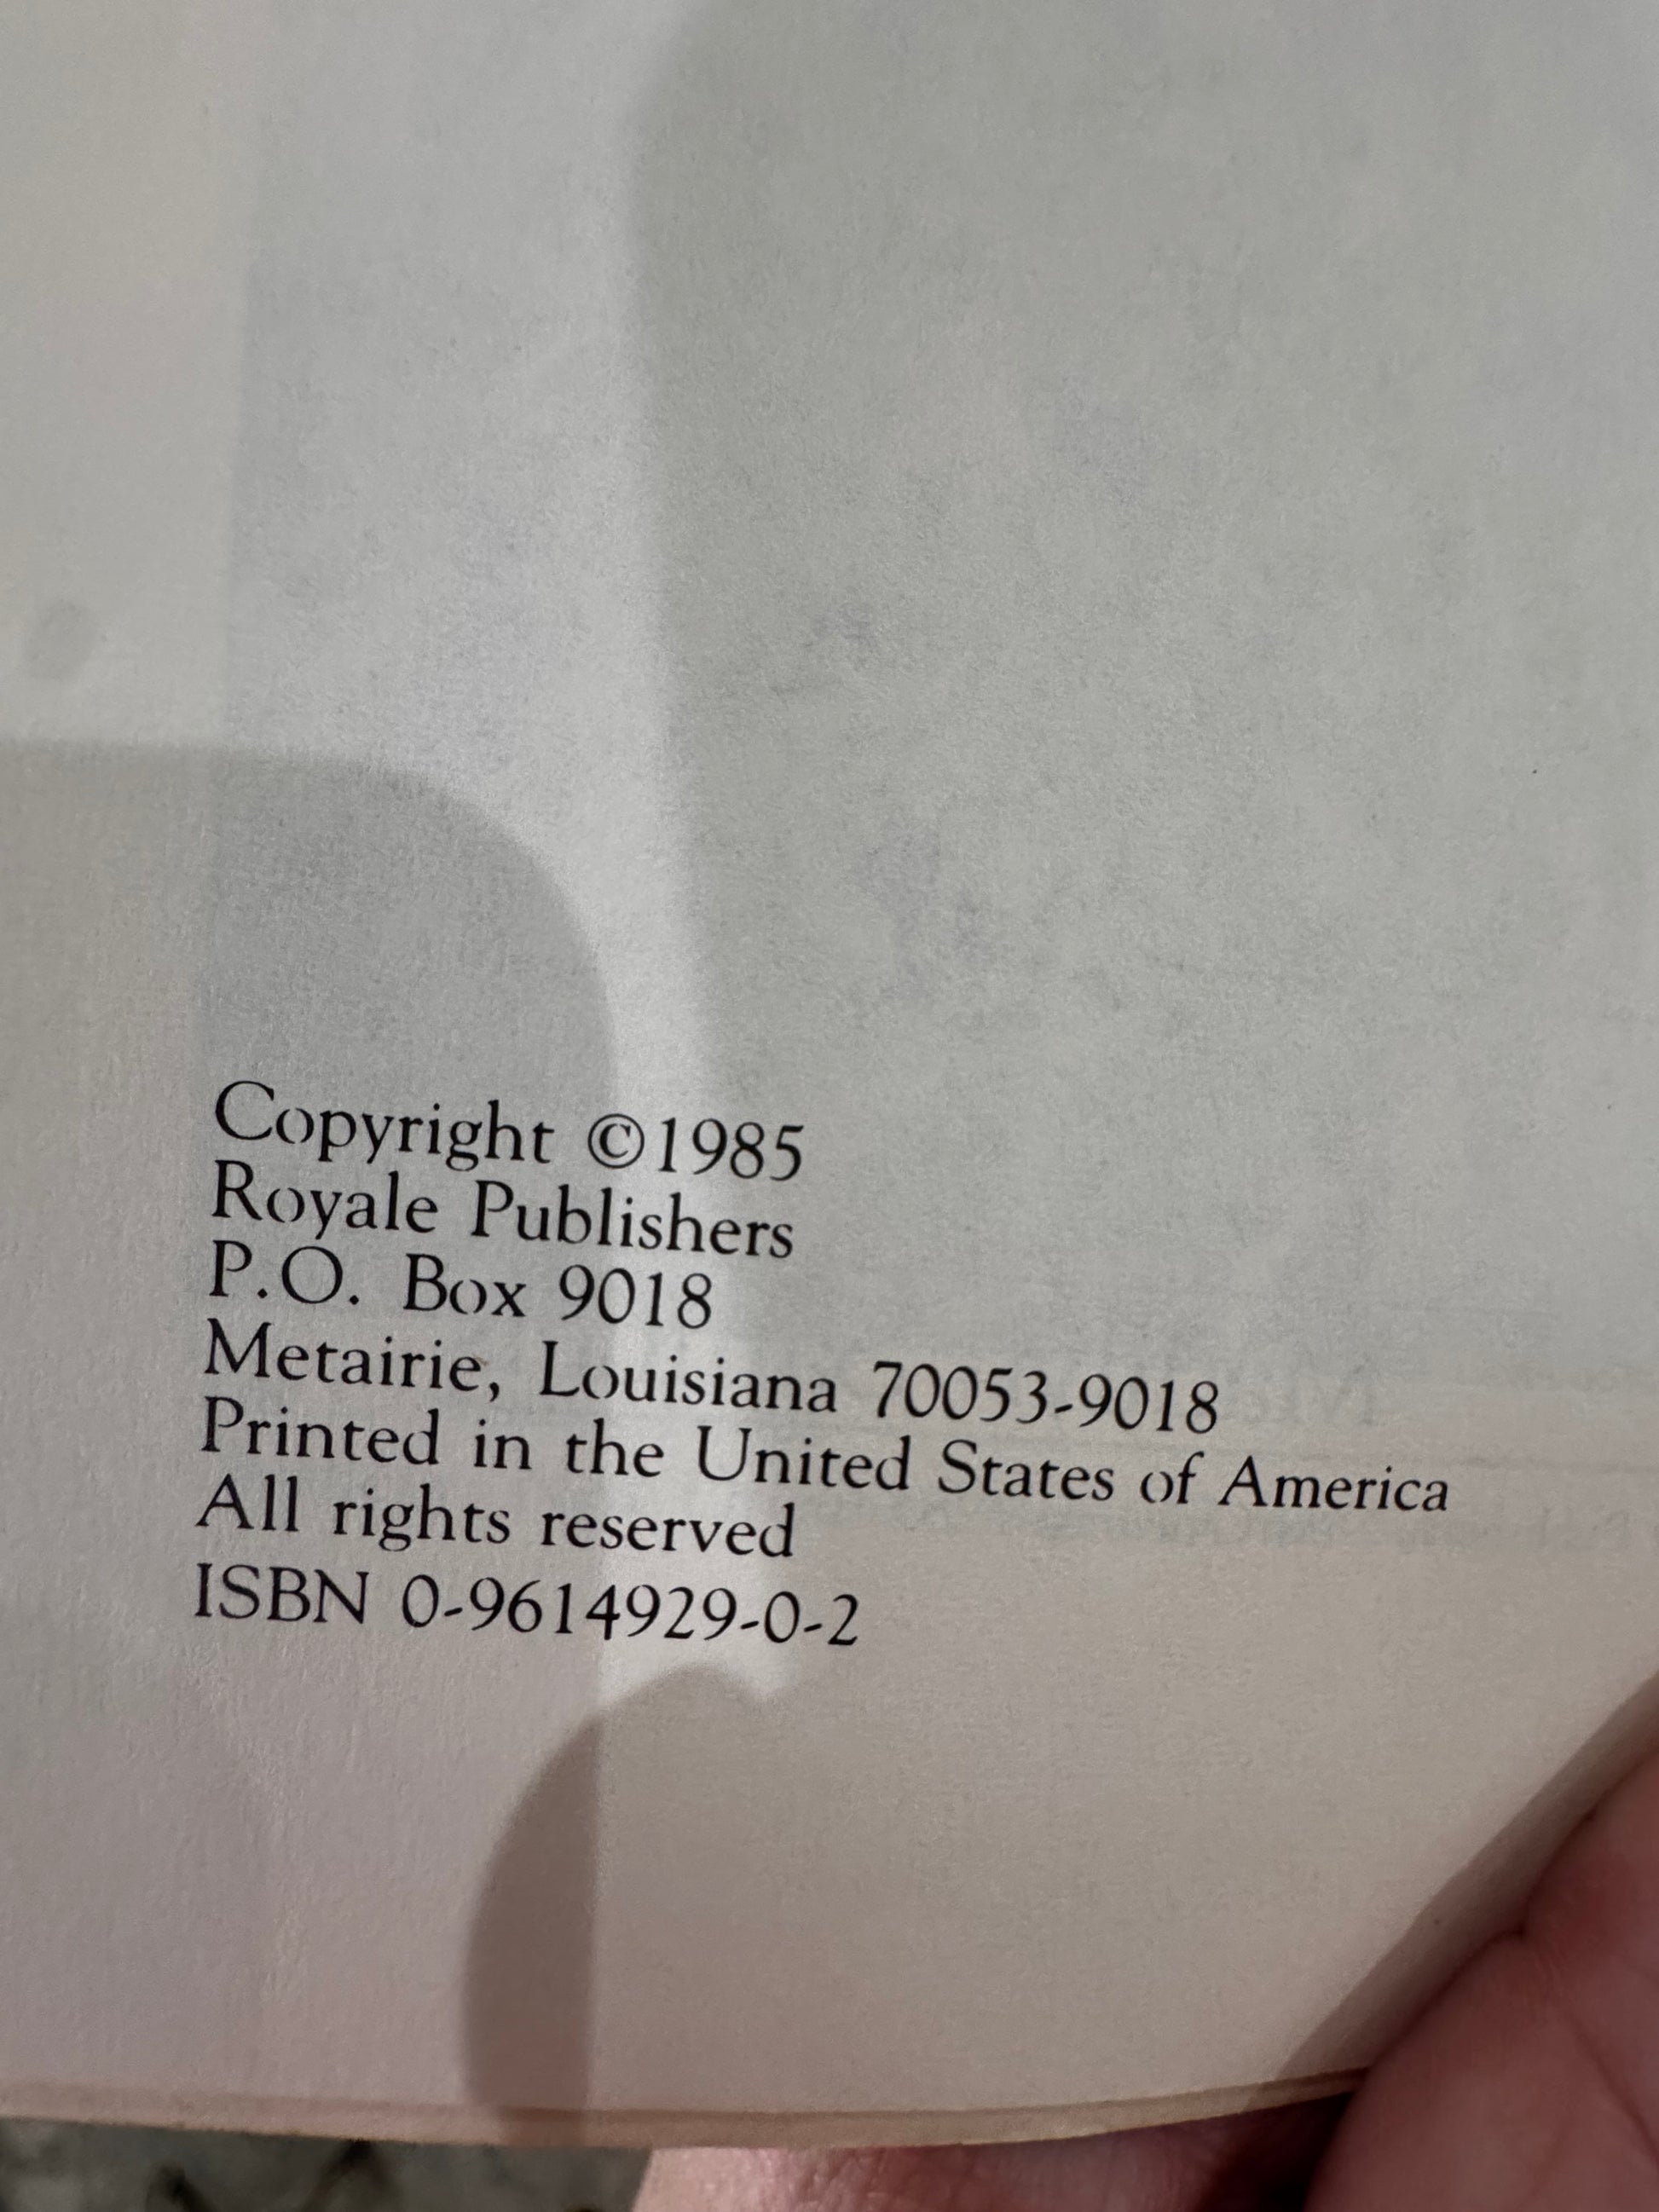 Copyright ©1985
Royale Publishers
P.O. Box 9018
Metairie, Louisiana 70053-9018
Printed in the United States of America
All rights reserved
ISBN 0-9614929-0-2